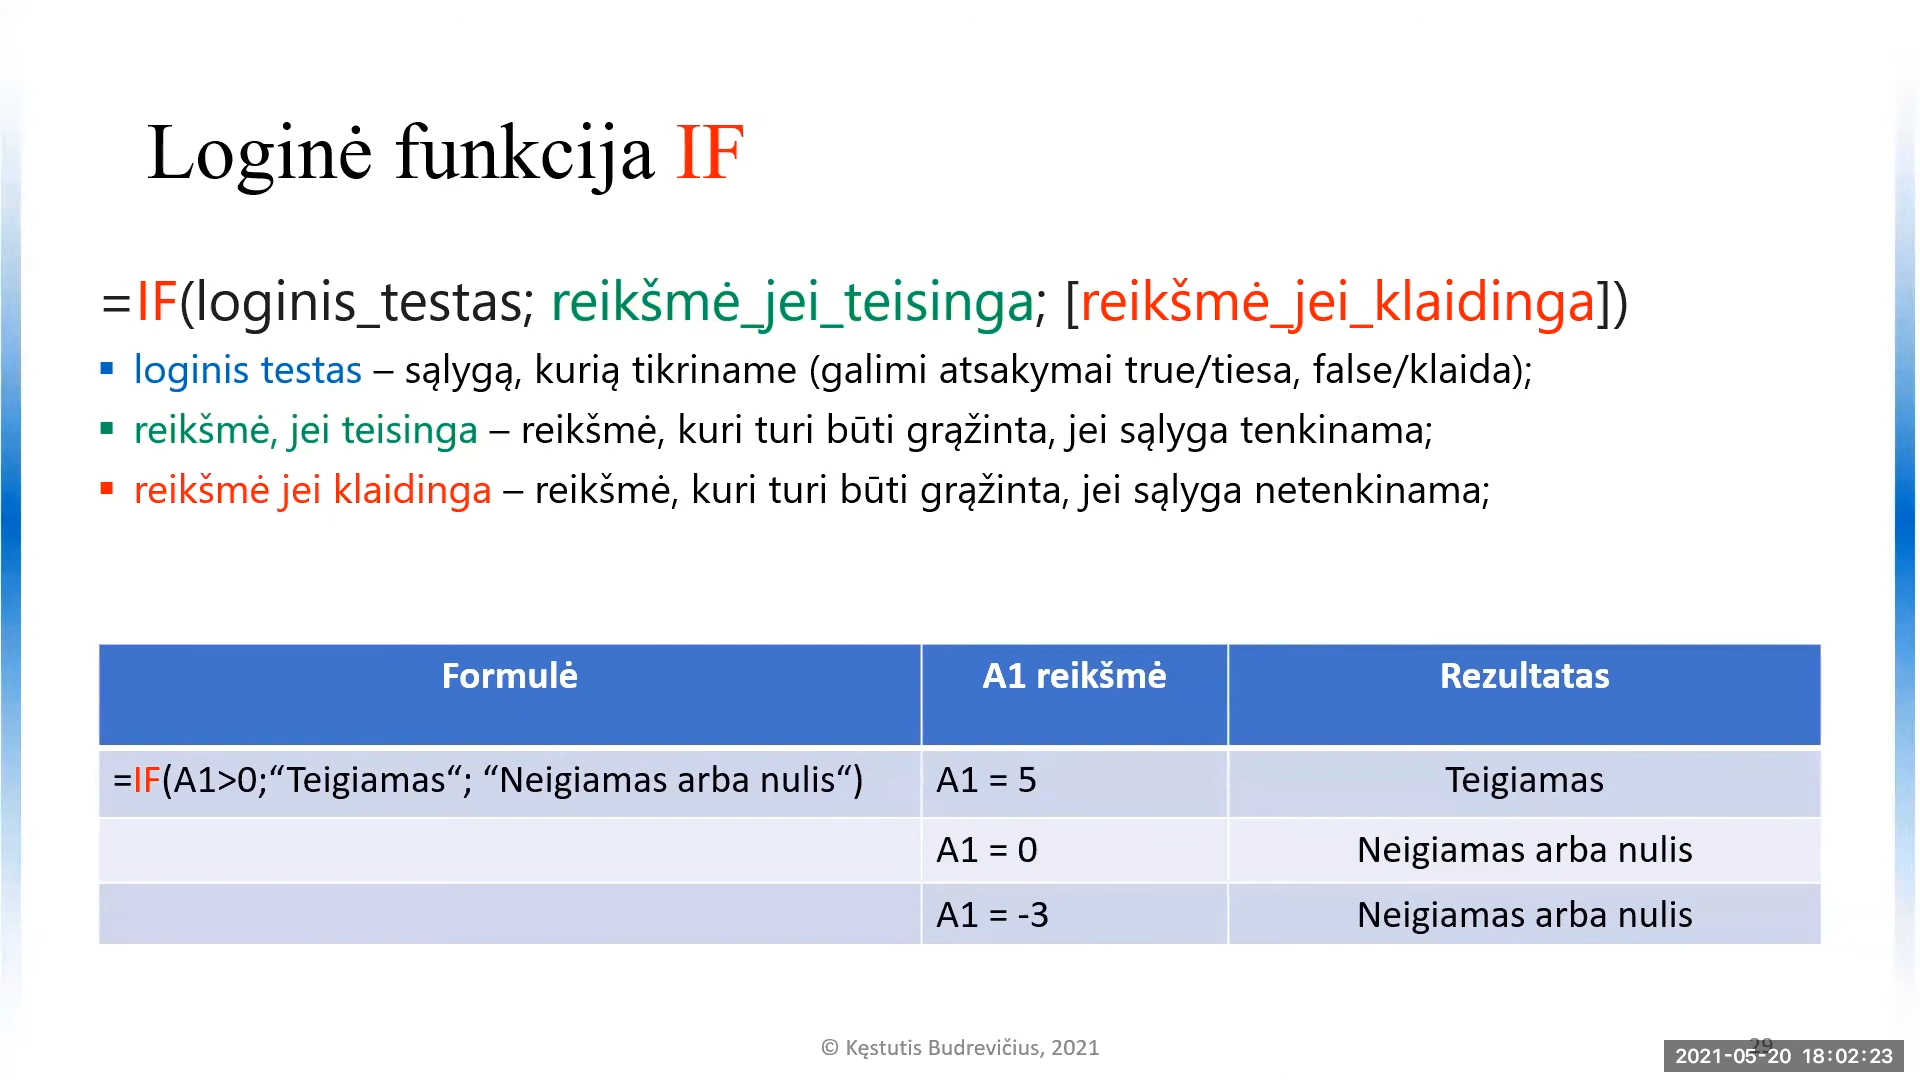 Loginė funkcija IF
=IF(loginis_testas; reikšmė_jei_teisinga; [reikšmė_jei_klaidinga])
▪ loginis testas – sąlygą, kurią tikriname (galimi atsakymai true/tiesa, false/klaida);
▪ reikšmė, jei teisinga – reikšmė, kuri turi būti grąžinta, jei sąlyga tenkinama;
▪ reikšmė jei klaidinga – reikšmė, kuri turi būti grąžinta, jei sąlyga netenkinama;
Formulė A1 reikšmė Rezultatas
=IF(A1>0;“Teigiamas“; “Neigiamas arba nulis“) A1 = 5 Teigiamas
A1 = 0 Neigiamas arba nulis
A1 = -3 Neigiamas arba nulis
© Kęstutis Budrevičius, 2021
29
2021-05-20 18:02:23